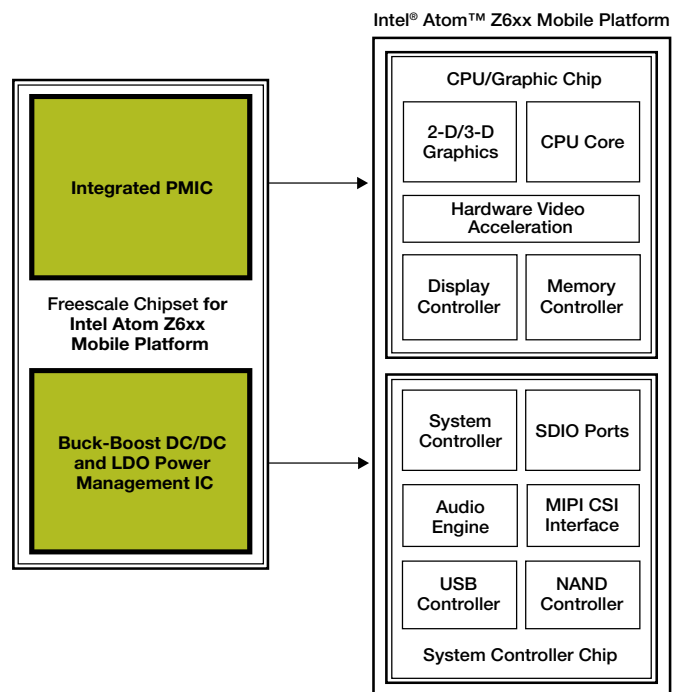 Intel® Atom™ Z6xx Mobile Platform
Integrated PMIC
Freescale Chipset for
Intel Atom Z6xx
Mobile Platform
Buck-Boost DC/DC
and LDO Power
Management IC
CPU/Graphic Chip
2-D/3-D
Graphics
CPU Core
Hardware Video
Acceleration
Display
Controller
Memory
Controller
System
Controller
SDIO Ports
Audio
Engine
MIPI CSI
Interface
USB
Controller
NAND
Controller
System Controller Chip